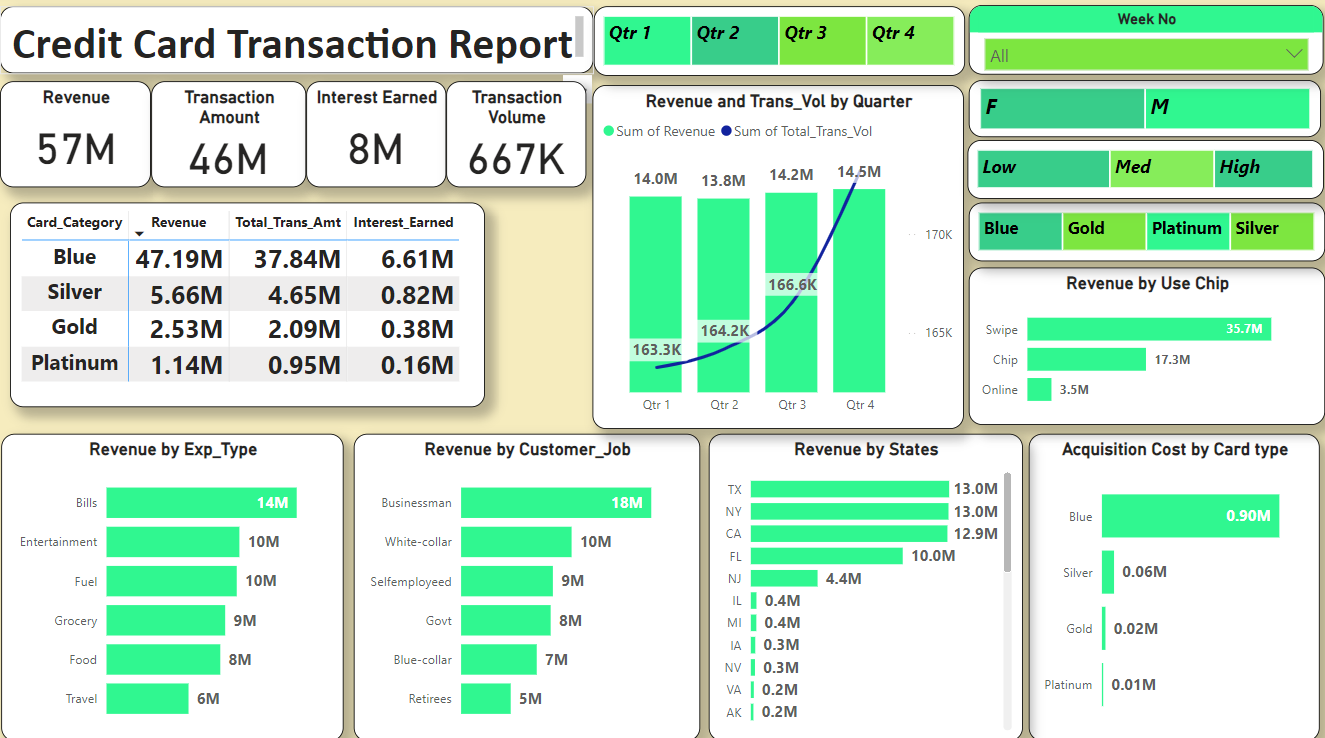 Credit Card Transaction Report
Qtr 1 Qtr 2 Qtr 3 Qtr 4
Week No
All
Revenue
57M
Transaction
Amount
46M
Interest Earned
8M
Transaction
Volume
667K
F M
Low Med High
Blue Gold Platinum Silver
Card_Category Revenue Total_Trans_Amt Interest_Earned
Blue 47.19M 37.84M 6.61M
Silver 5.66M 4.65M 0.82M
Gold 2.53M 2.09M 0.38M
Platinum 1.14M 0.95M 0.16M
Revenue and Trans_Vol by Quarter
Sum of Revenue Sum of Total_Trans_Vol
14.0M 13.8M 14.2M 14.5M
170K
166.6K
164.2K 165K
163.3K
Qtr 1 Qtr 2 Qtr 3 Qtr 4
Revenue by Use Chip
Swipe 35.7M
Chip 17.3M
Online 3.5M
Revenue by Exp_Type
Bills 14M
Entertainment 10M
Fuel 10M
Grocery 9M
Food 8M
Travel 6M
Revenue by Customer_Job
Businessman 18M
White-collar 10M
Selfemployeed 9M
Govt 8M
Blue-collar 7M
Retirees 5M
Revenue by States
TX 13.0M
NY 13.0M
CA 12.9M
FL 10.0M
NJ 4.4M
IL 0.4M
MI 0.4M
IA 0.3M
NV 0.3M
VA 0.2M
AK 0.2M
Acquisition Cost by Card type
Blue 0.90M
Silver 0.06M
Gold 0.02M
Platinum 0.01M